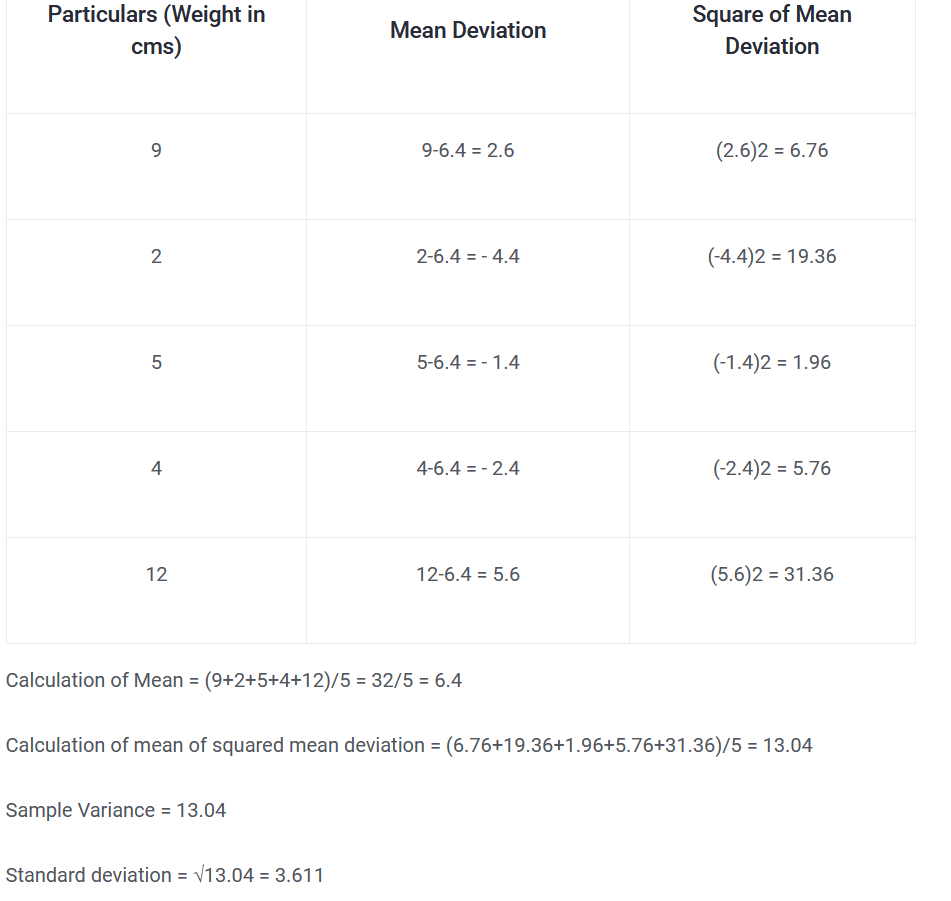 Particulars (Weight in
cms)
Mean Deviation
Square of Mean
Deviation
9
9-6.4 = 2.6
(2.6)2 = 6.76
2
2-6.4 = - 4.4
(-4.4)2 = 19.36
5
5-6.4 = - 1.4
(-1.4)2 = 1.96
4
4-6.4 = - 2.4
(-2.4)2 = 5.76
12
12-6.4 = 5.6
(5.6)2 = 31.36
Calculation of Mean = (9+2+5+4+12)/5 = 32/5 = 6.4
Calculation of mean of squared mean deviation = (6.76+19.36+1.96+5.76+31.36)/5 = 13.04
Sample Variance = 13.04
Standard deviation = √13.04 = 3.611